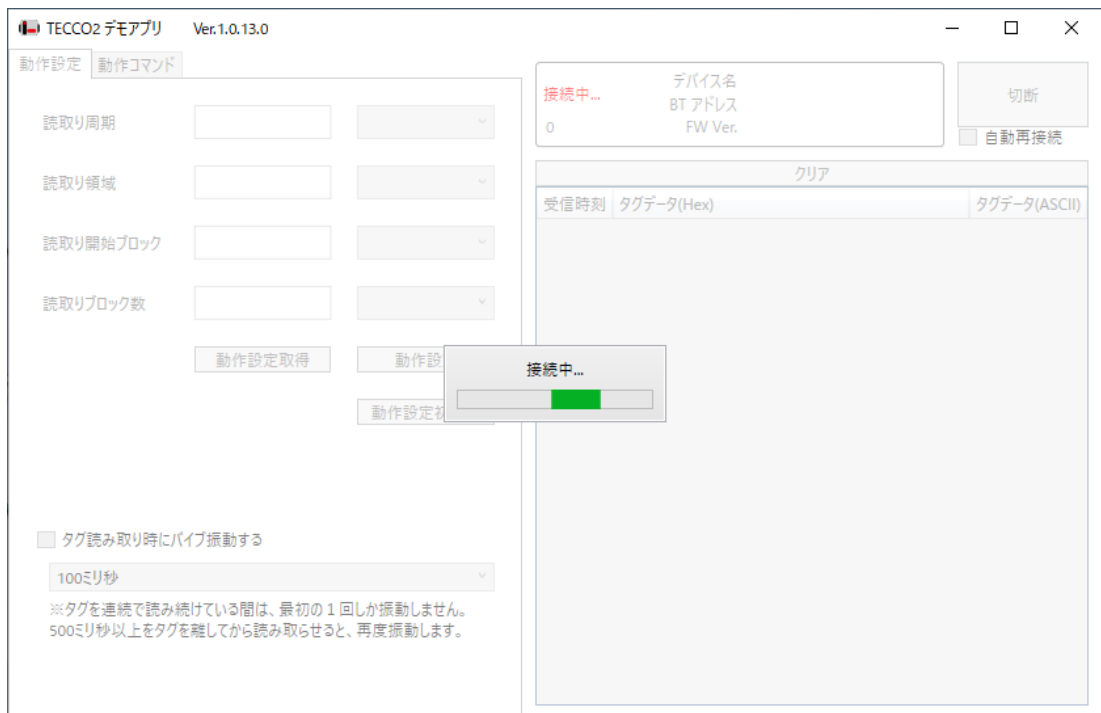 TECCO2 デモアプリ Ver.1.0.13.0
動作設定 動作コマンド
接続中...
0
デバイス名
BT アドレス
FW Ver.
切断
自動再接続
読取り周期
読取り領域
読取り開始ブロック
読取りブロック数
動作設定取得 動作設
動作設定初
クリア
受信時刻 タグデータ(Hex) タグデータ(ASCII)
接続中...
タグ読み取り時にバイブ振動する
100ミリ秒
※タグを連続で読み続けている間は、最初の１回しか振動しません。
500ミリ秒以上をタグを離してから読み取らせると、再度振動します。